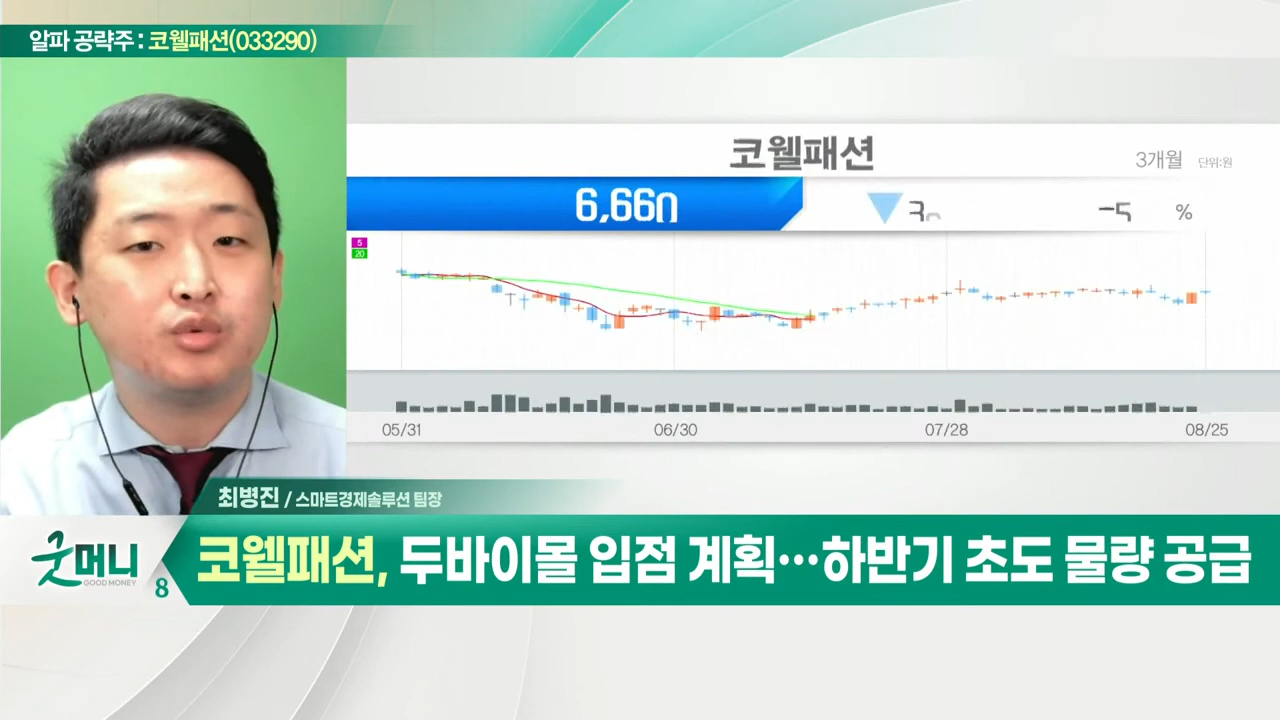 알파 공략주 : 코웰패션(033290)
코웰패션
3개월 단위:원
6,66
%
5
20
05/31 06/30 07/28 08/25
최병진 / 스마트경제솔루션 팀장
굿머니
GOOD MONEY
8
코웰패션, 두바이몰 입점 계획…하반기 초도 물량 공급